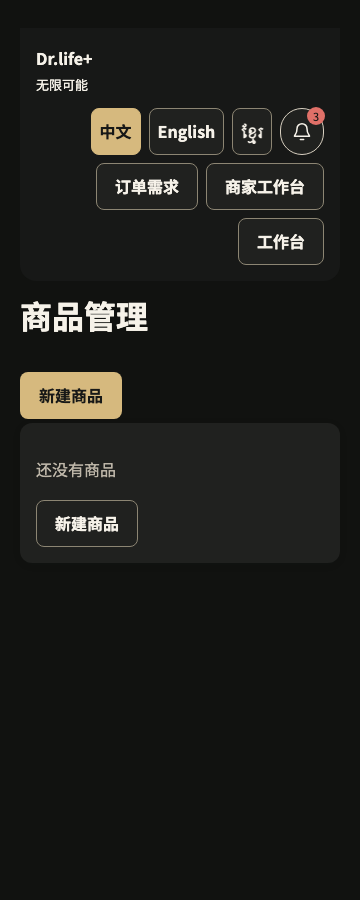 Dr.life+
无限可能
中文 English ខ្មែរ 3
订单需求 商家工作台
工作台
商品管理
新建商品
还没有商品
新建商品